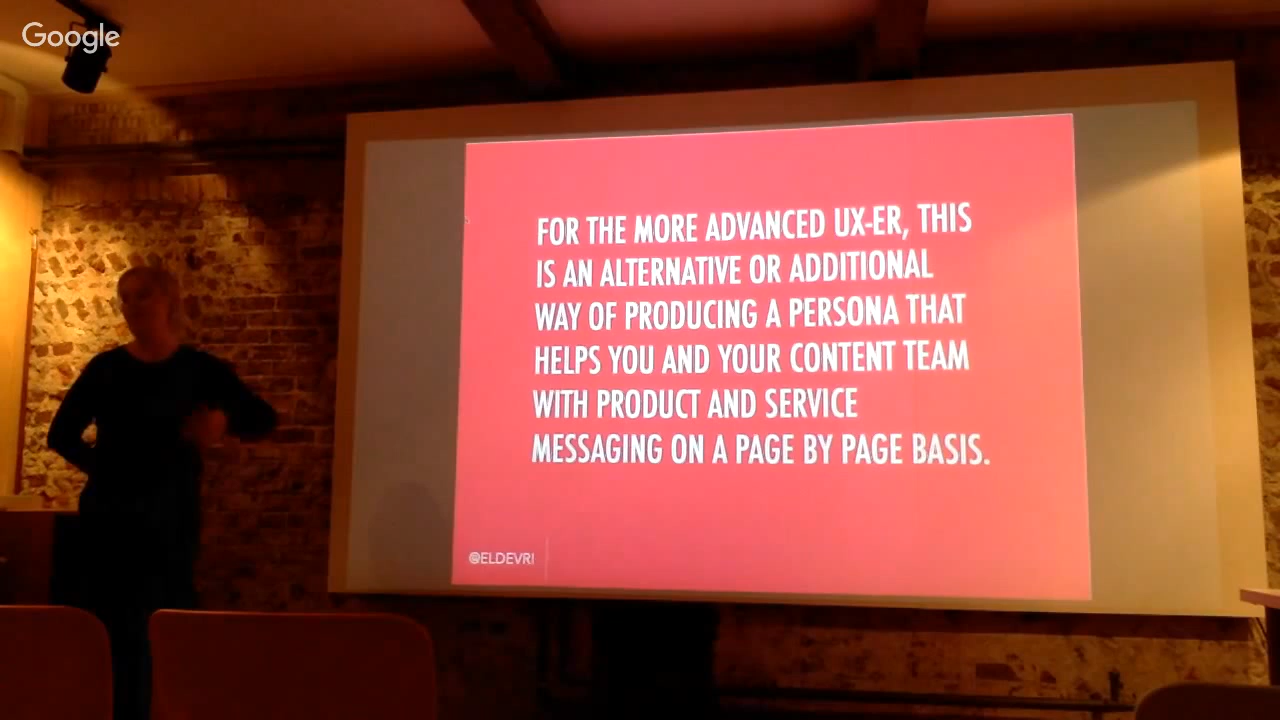 Google
FOR THE MORE ADVANCED UX-ER, THIS
IS AN ALTERNATIVE OR ADDITIONAL
WAY OF PRODUCING A PERSONA THAT
HELPS YOU AND YOUR CONTENT TEAM
WITH PRODUCT AND SERVICE
MESSAGING ON A PAGE BY PAGE BASIS.
@ELDEVRI